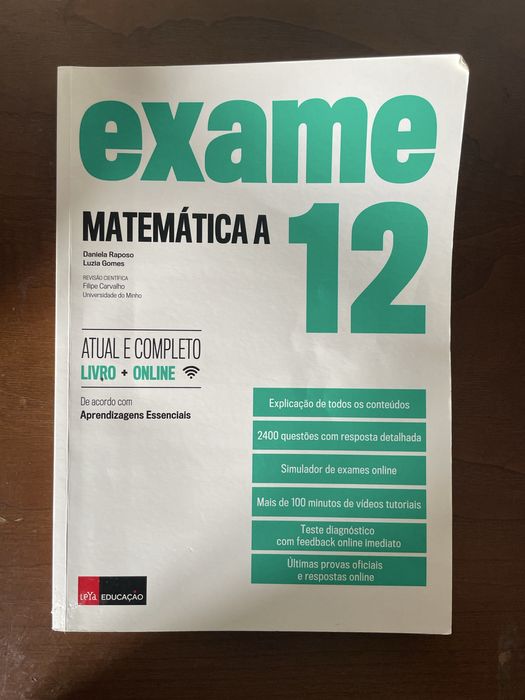 exame
12
MATEMÁTICA A
Daniela Raposo
Luzia Gomes
REVISÃO CIENTÍFICA
Filipe Carvalho
Universidade do Minho
ATUAL E COMPLETO
LIVRO + ONLINE
De acordo com
Aprendizagens Essenciais
Explicação de todos os conteúdos
2400 questões com resposta detalhada
Simulador de exames online
Mais de 100 minutos de vídeos tutoriais
Teste diagnóstico
com feedback online imediato
Últimas provas oficiais
e respostas online
LEYA EDUCAÇÃO